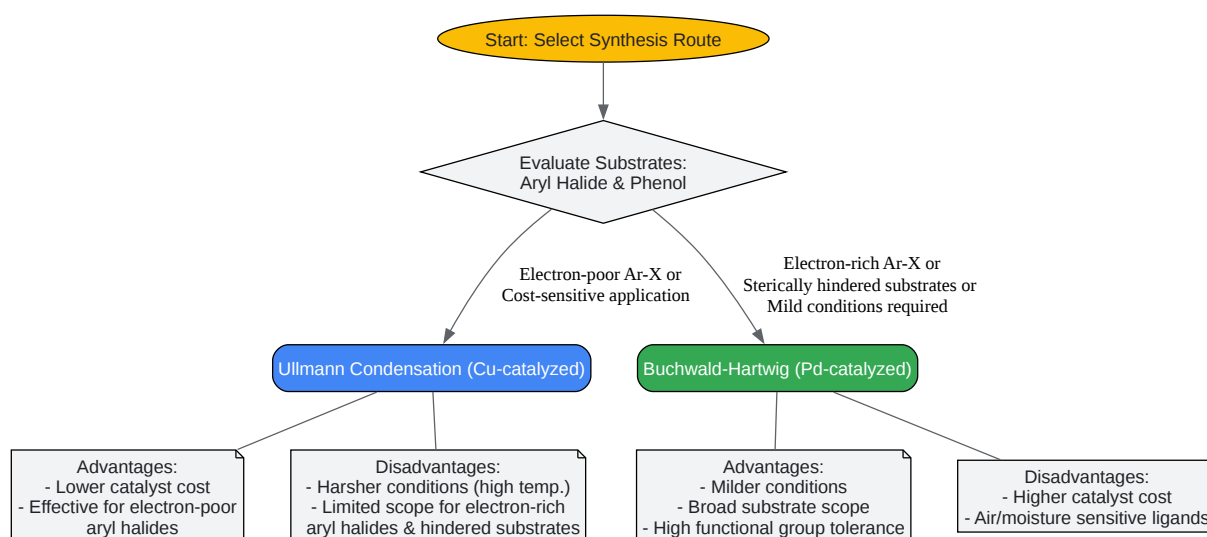 Start: Select Synthesis Route
Evaluate Substrates:
Aryl Halide & Phenol
Electron-poor Ar-X or
Cost-sensitive application
Electron-rich Ar-X or
Sterically hindered substrates or
Mild conditions required
Ullmann Condensation (Cu-catalyzed)
Buchwald-Hartwig (Pd-catalyzed)
Advantages:
- Lower catalyst cost
- Effective for electron-poor
aryl halides
Disadvantages:
- Harsher conditions (high temp.)
- Limited scope for electron-rich
aryl halides & hindered substrates
Advantages:
- Milder conditions
- Broad substrate scope
- High functional group tolerance
Disadvantages:
- Higher catalyst cost
- Air/moisture sensitive ligands